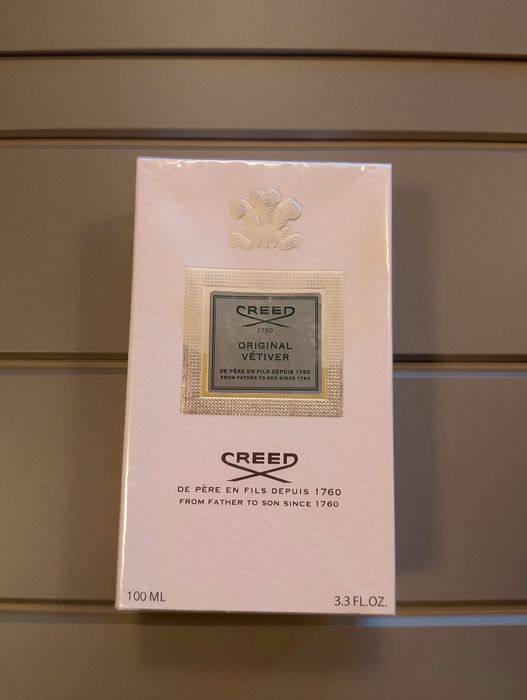 CREED
1760
ORIGINAL
VÉTIVER
DE PÈRE EN FILS DEPUIS 1760
FROM FATHER TO SON SINCE 1760
CREED
DE PÈRE EN FILS DEPUIS 1760
FROM FATHER TO SON SINCE 1760
100 ML
3.3 FL.OZ.